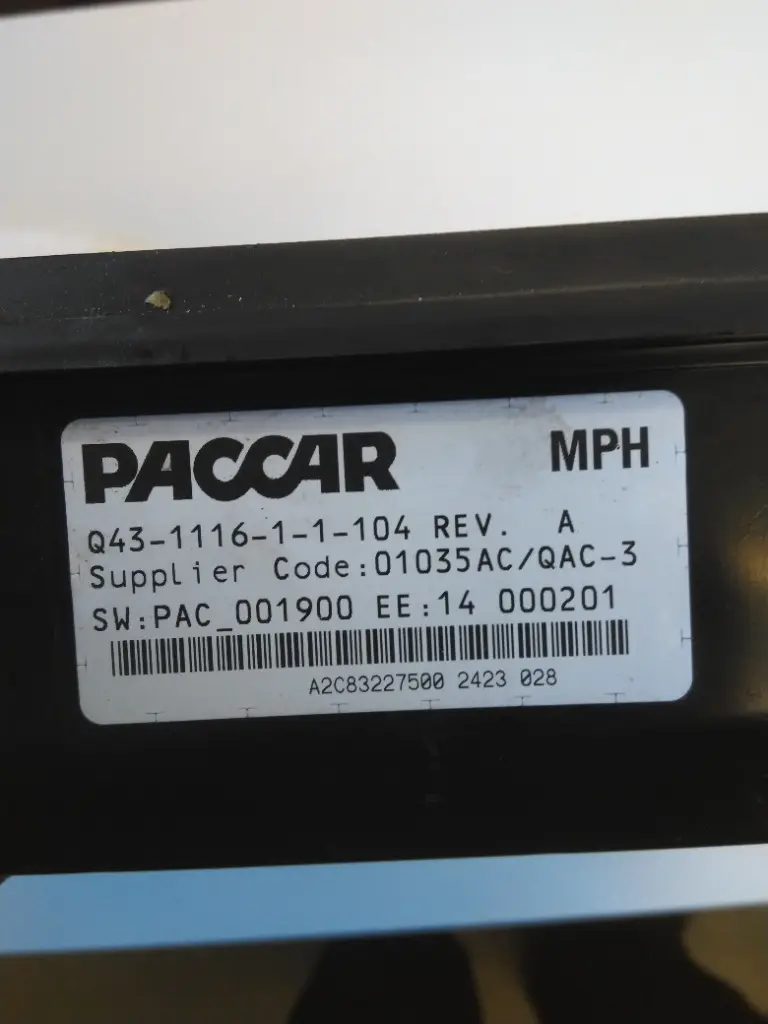 PACCAR MPH
Q43-1116-1-1-104 REV. A
Supplier Code:01035AC/QAC-3
SW:PAC_001900 EE:14 000201
A2C83227500 2423 028